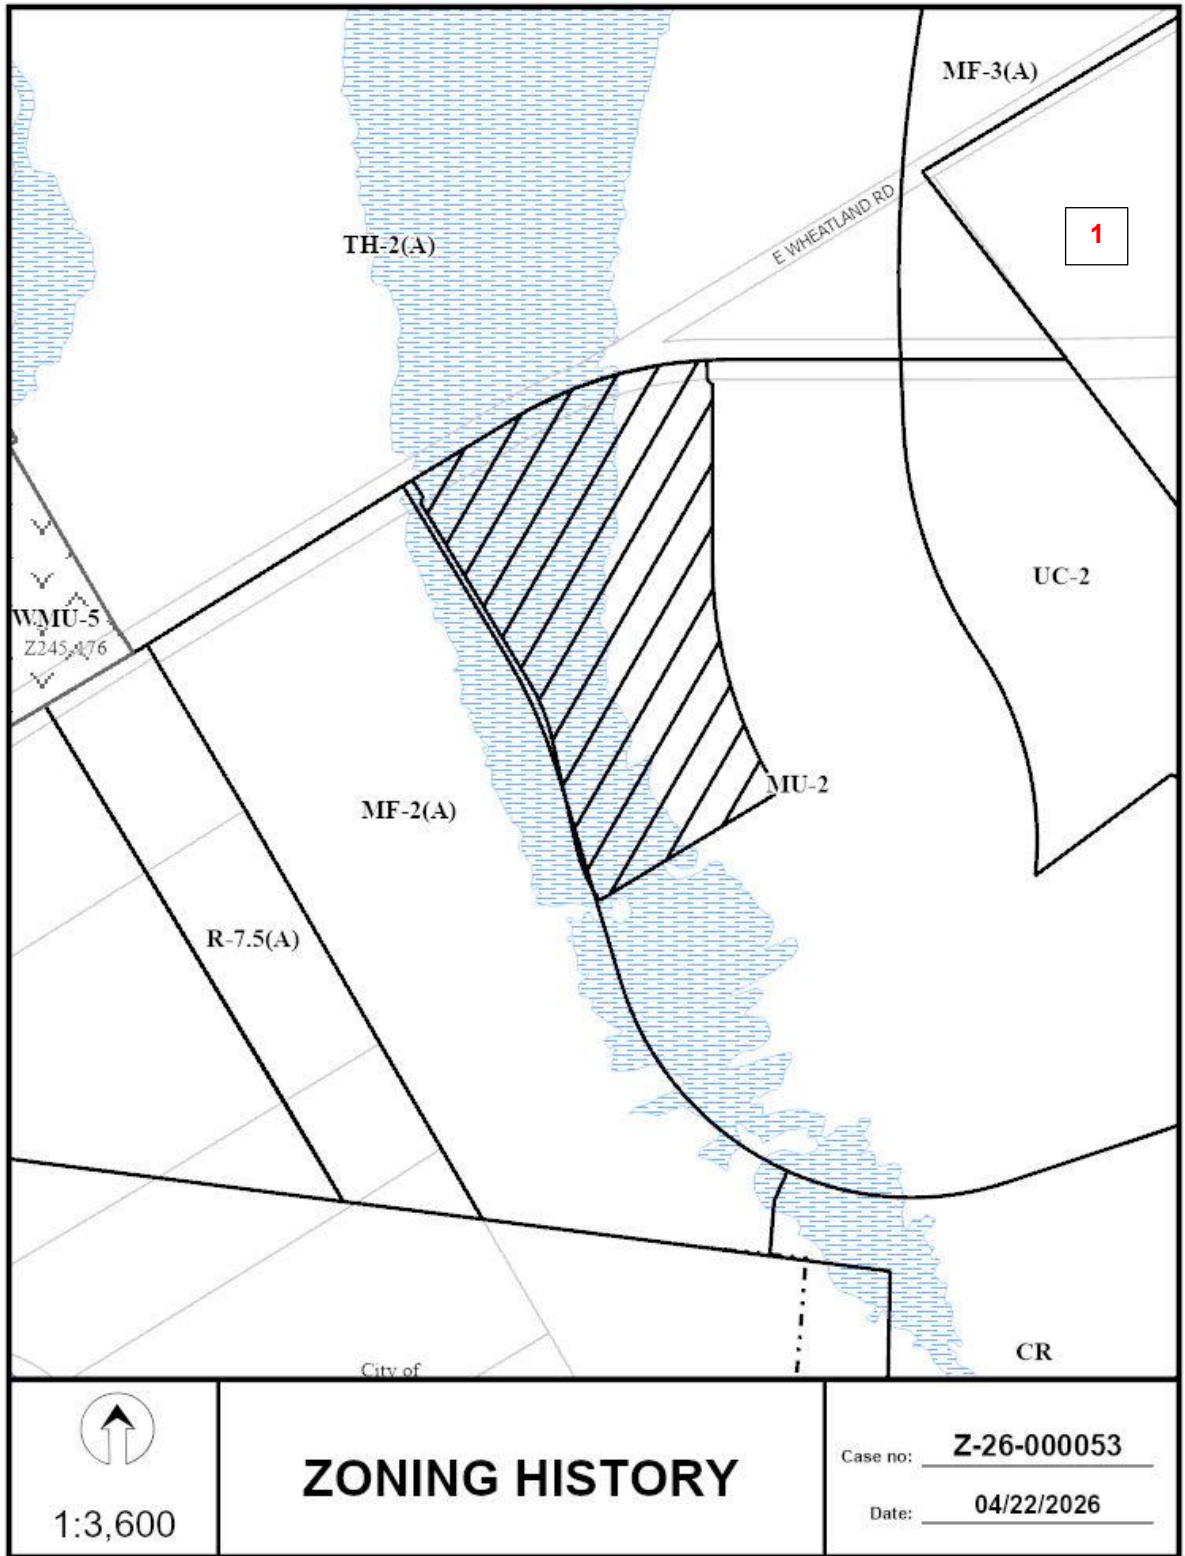 MF-3(A)
E WHEATLAND RD
1
TH-2(A)
UC-2
WMU-5
Z245-176
MU-2
MF-2(A)
R-7.5(A)
CR
City of
1:3,600
ZONING HISTORY
Case no: Z-26-000053
Date: 04/22/2026